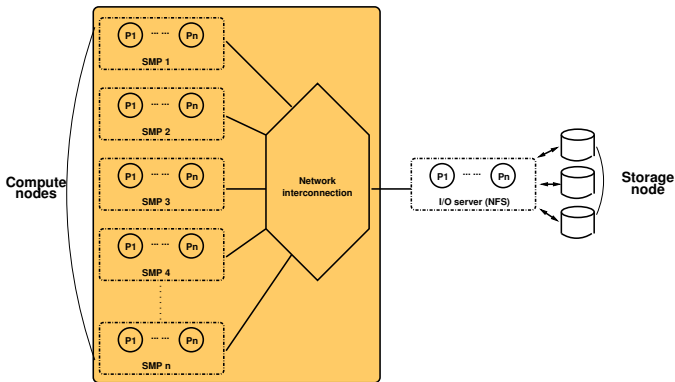 P1 ... ... Pn
SMP 1
P1 ... ... Pn
SMP 2
P1 ... ... Pn
SMP 3
P1 ... ... Pn
SMP 4
P1 ... ... Pn
SMP n
Compute
nodes
Network
interconnection
P1 ... ... Pn
I/O server (NFS)
Storage
node